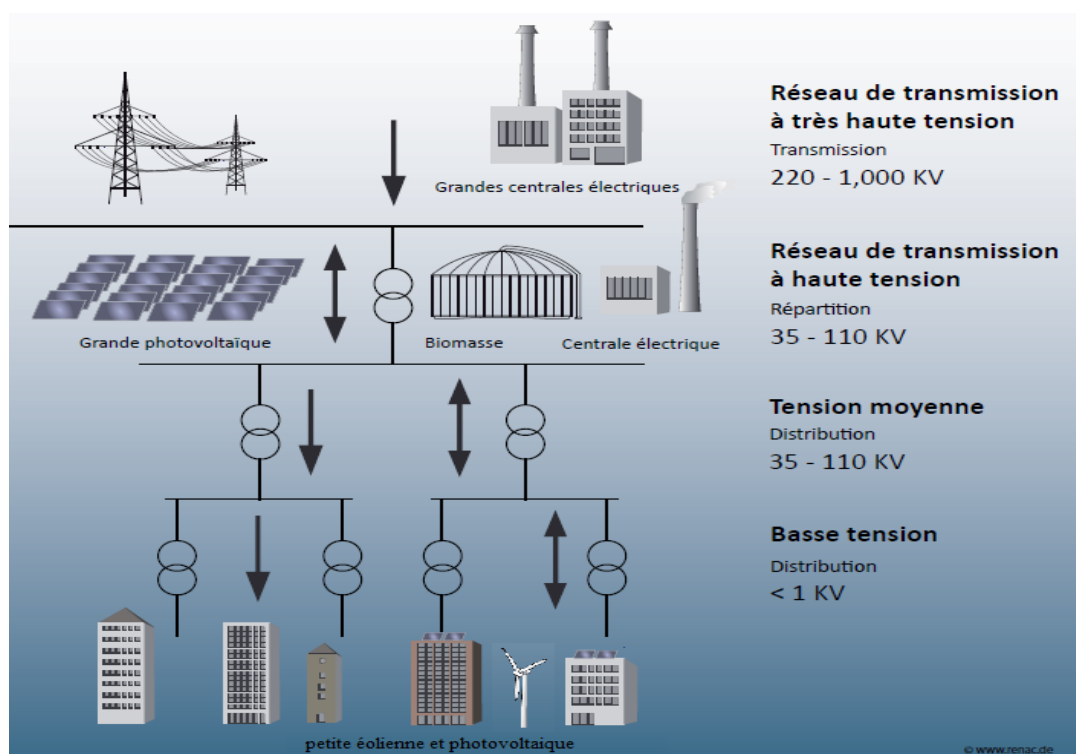 Réseau de transmission
à très haute tension
Transmission
220 - 1,000 KV
Grandes centrales électriques
Réseau de transmission
à haute tension
Répartition
35 - 110 KV
Grande photovoltaïque
Biomasse
Centrale électrique
Tension moyenne
Distribution
35 - 110 KV
Basse tension
Distribution
< 1 KV
petite éolienne et photovoltaique
© www.renac.de